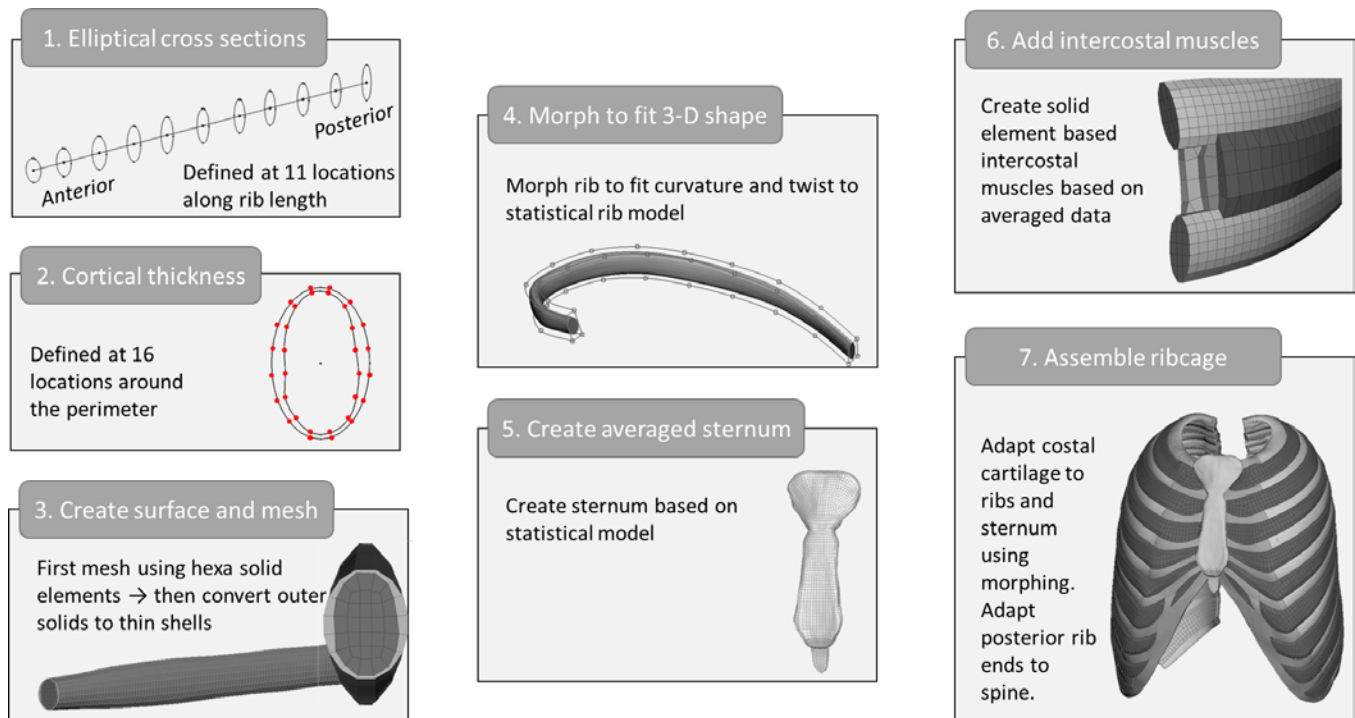 1. Elliptical cross sections
Posterior
Anterior
Defined at 11 locations
along rib length
2. Cortical thickness
Defined at 16
locations around
the perimeter
3. Create surface and mesh
First mesh using hexa solid
elements → then convert outer
solids to thin shells
4. Morph to fit 3-D shape
Morph rib to fit curvature and twist to
statistical rib model
5. Create averaged sternum
Create sternum based on
statistical model
6. Add intercostal muscles
Create solid
element based
intercostal
muscles based on
averaged data
7. Assemble ribcage
Adapt costal
cartilage to
ribs and
sternum
using
morphing.
Adapt
posterior rib
ends to
spine.